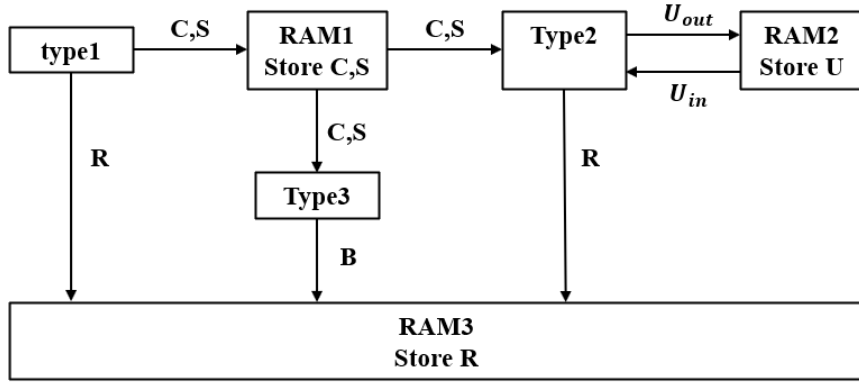 type1
C,S
RAM1
Store C,S
C,S
Type2
U_out
RAM2
Store U
U_in
C,S
R
R
Type3
B
RAM3
Store R